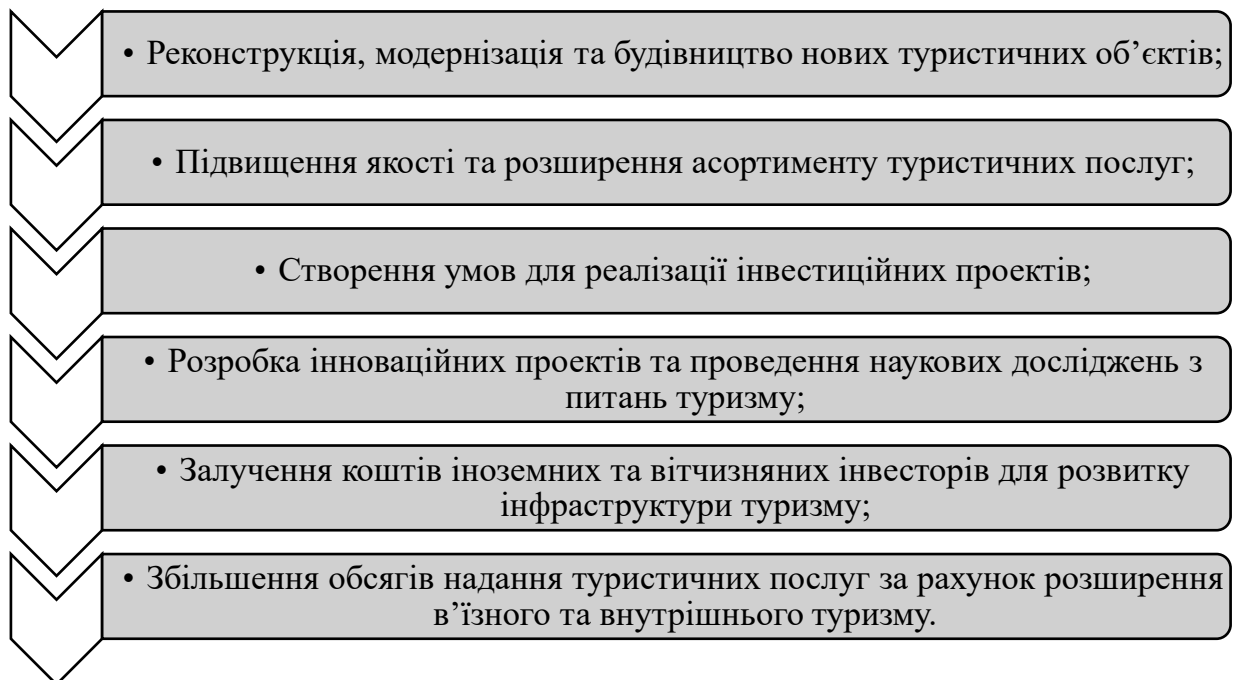 • Реконструкція, модернізація та будівництво нових туристичних об’єктів;
• Підвищення якості та розширення асортименту туристичних послуг;
• Створення умов для реалізації інвестиційних проектів;
• Розробка інноваційних проектів та проведення наукових досліджень з
питань туризму;
• Залучення коштів іноземних та вітчизняних інвесторів для розвитку
інфраструктури туризму;
• Збільшення обсягів надання туристичних послуг за рахунок розширення
в’їзного та внутрішнього туризму.